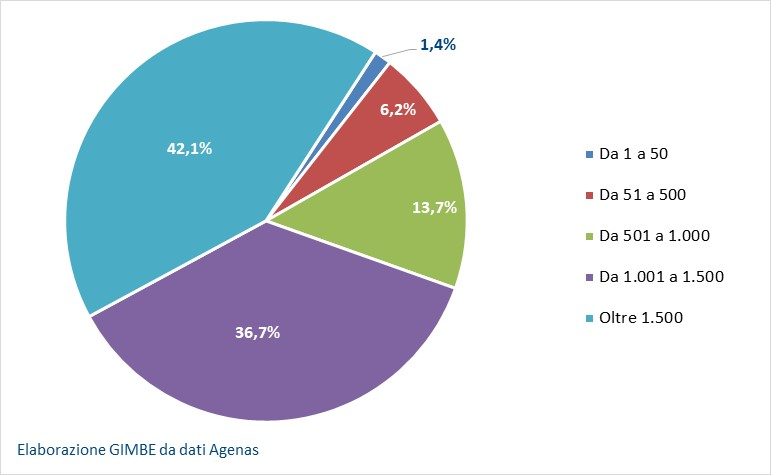 1,4%
6,2%
42,1%
13,7%
36,7%
Da 1 a 50
Da 51 a 500
Da 501 a 1.000
Da 1.001 a 1.500
Oltre 1.500
Elaborazione GIMBE da dati Agenas